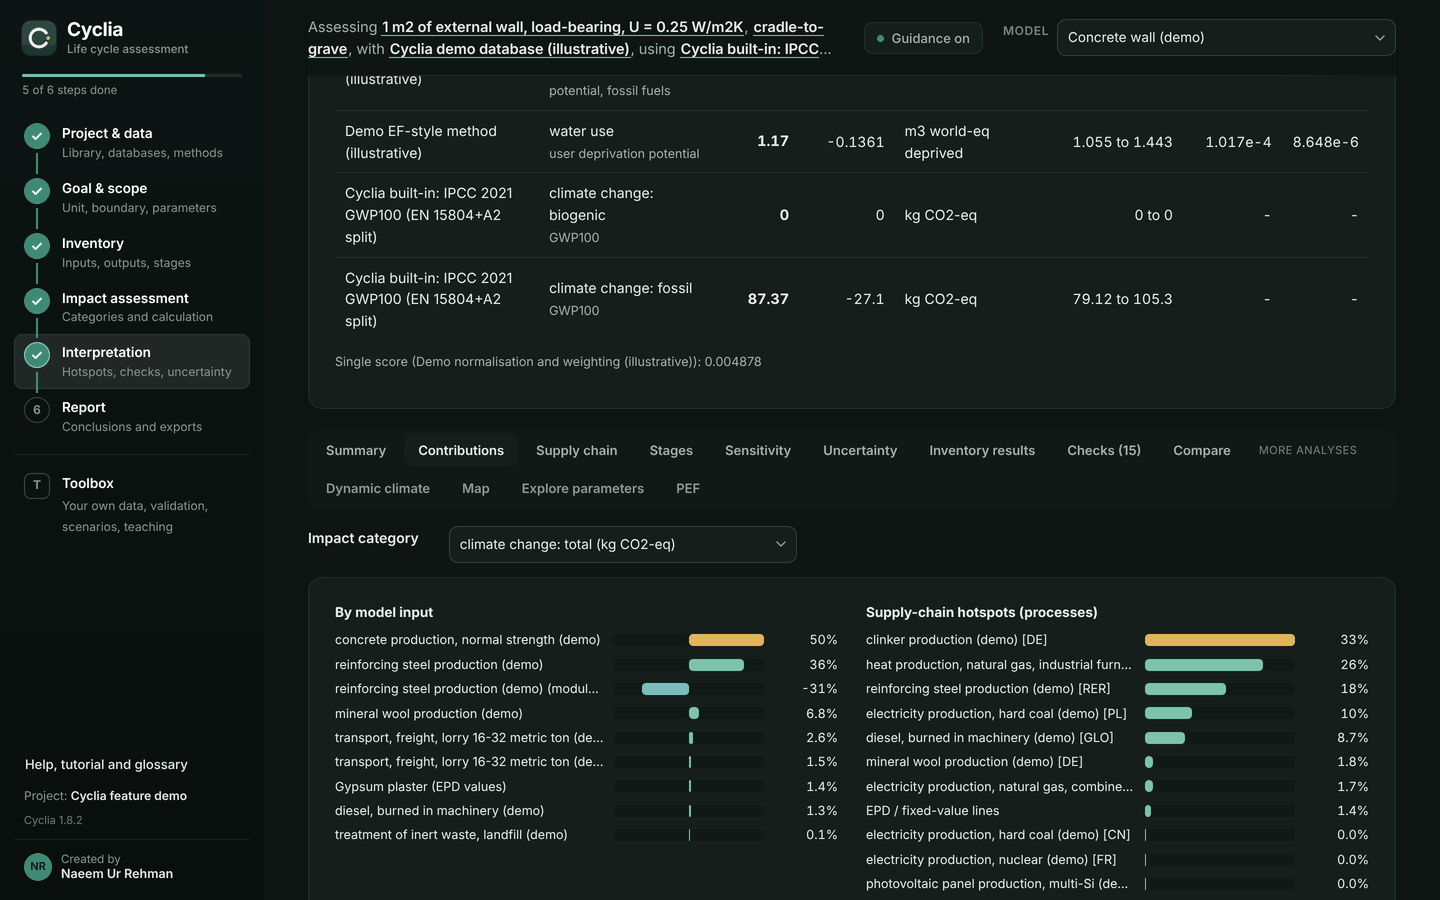 Cyclia
Life cycle assessment
5 of 6 steps done
Project & data
Library, databases, methods
Goal & scope
Unit, boundary, parameters
Inventory
Inputs, outputs, stages
Impact assessment
Categories and calculation
Interpretation
Hotspots, checks, uncertainty
6 Report
Conclusions and exports
T Toolbox
Your own data, validation,
scenarios, teaching
Help, tutorial and glossary
Project: Cyclia feature demo
Cyclia 1.8.2
NR Created by
Naeem Ur Rehman
Assessing 1 m2 of external wall, load-bearing, U = 0.25 W/m2K, cradle-to-
grave, with Cyclia demo database (illustrative), using Cyclia built-in: IPCC...
Guidance on
MODEL
Concrete wall (demo)
(illustrative)
potential, fossil fuels
Demo EF-style method
(illustrative)
water use
user deprivation potential
1.17
-0.1361
m3 world-eq
deprived
1.055 to 1.443
1.017e-4
8.648e-6
Cyclia built-in: IPCC 2021
GWP100 (EN 15804+A2
split)
climate change:
biogenic
GWP100
0
0
kg CO2-eq
0 to 0
-
-
Cyclia built-in: IPCC 2021
GWP100 (EN 15804+A2
split)
climate change: fossil
GWP100
87.37
-27.1
kg CO2-eq
79.12 to 105.3
-
-
Single score (Demo normalisation and weighting (illustrative)): 0.004878
Summary Contributions Supply chain Stages Sensitivity Uncertainty Inventory results Checks (15) Compare MORE ANALYSES
Dynamic climate Map Explore parameters PEF
Impact category
climate change: total (kg CO2-eq)
By model input
concrete production, normal strength (demo) 50%
reinforcing steel production (demo) 36%
reinforcing steel production (demo) (modul... -31%
mineral wool production (demo) 6.8%
transport, freight, lorry 16-32 metric ton (de... 2.6%
transport, freight, lorry 16-32 metric ton (de... 1.5%
Gypsum plaster (EPD values) 1.4%
diesel, burned in machinery (demo) 1.3%
treatment of inert waste, landfill (demo) 0.1%
Supply-chain hotspots (processes)
clinker production (demo) [DE] 33%
heat production, natural gas, industrial furn... 26%
reinforcing steel production (demo) [RER] 18%
electricity production, hard coal (demo) [PL] 10%
diesel, burned in machinery (demo) [GLO] 8.7%
mineral wool production (demo) [DE] 1.8%
electricity production, natural gas, combine... 1.7%
EPD / fixed-value lines 1.4%
electricity production, hard coal (demo) [CN] 0.0%
electricity production, nuclear (demo) [FR] 0.0%
photovoltaic panel production, multi-Si (de... 0.0%